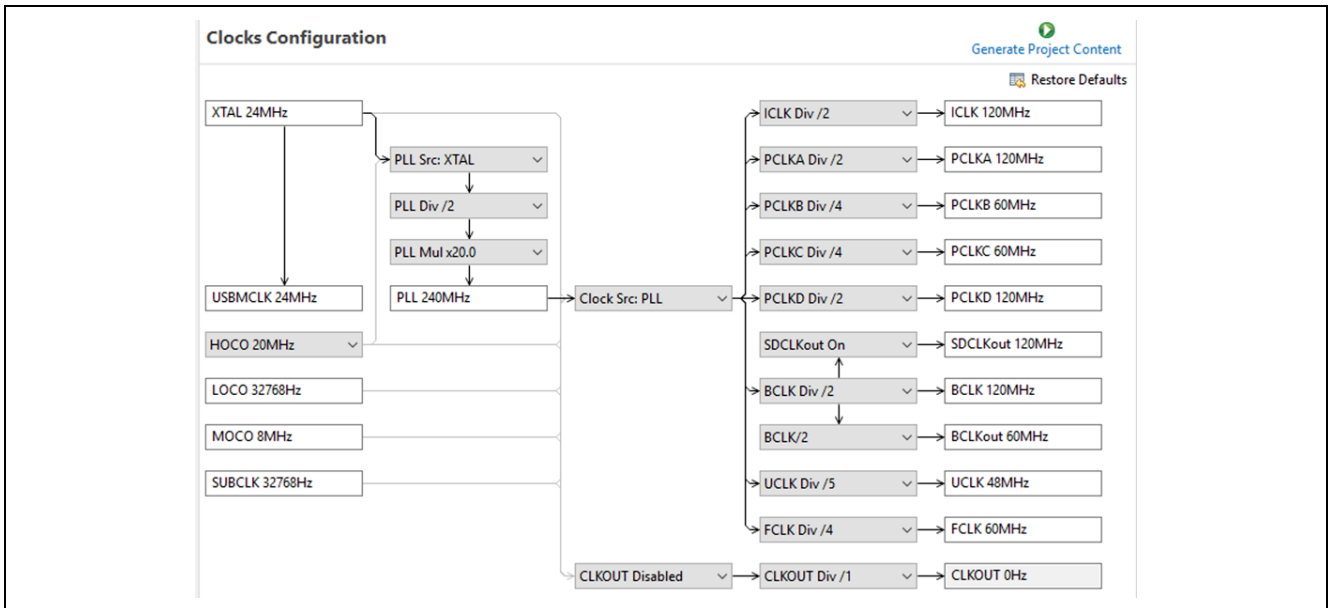 Clocks Configuration
Generate Project Content
Restore Defaults
XTAL 24MHz
ICLK Div /2
ICLK 120MHz
PLL Src: XTAL
PCLKA Div /2
PCLKA 120MHz
PLL Div /2
PCLKB Div /4
PCLKB 60MHz
PLL Mul x20.0
PCLKC Div /4
PCLKC 60MHz
USBMCLK 24MHz
PLL 240MHz
Clock Src: PLL
PCLKD Div /2
PCLKD 120MHz
HOCO 20MHz
SDCLKout On
SDCLKout 120MHz
LOCO 32768Hz
BCLK Div /2
BCLK 120MHz
MOCO 8MHz
BCLK/2
BCLKout 60MHz
SUBCLK 32768Hz
UCLK Div /5
UCLK 48MHz
FCLK Div /4
FCLK 60MHz
CLKOUT Disabled
CLKOUT Div /1
CLKOUT 0Hz